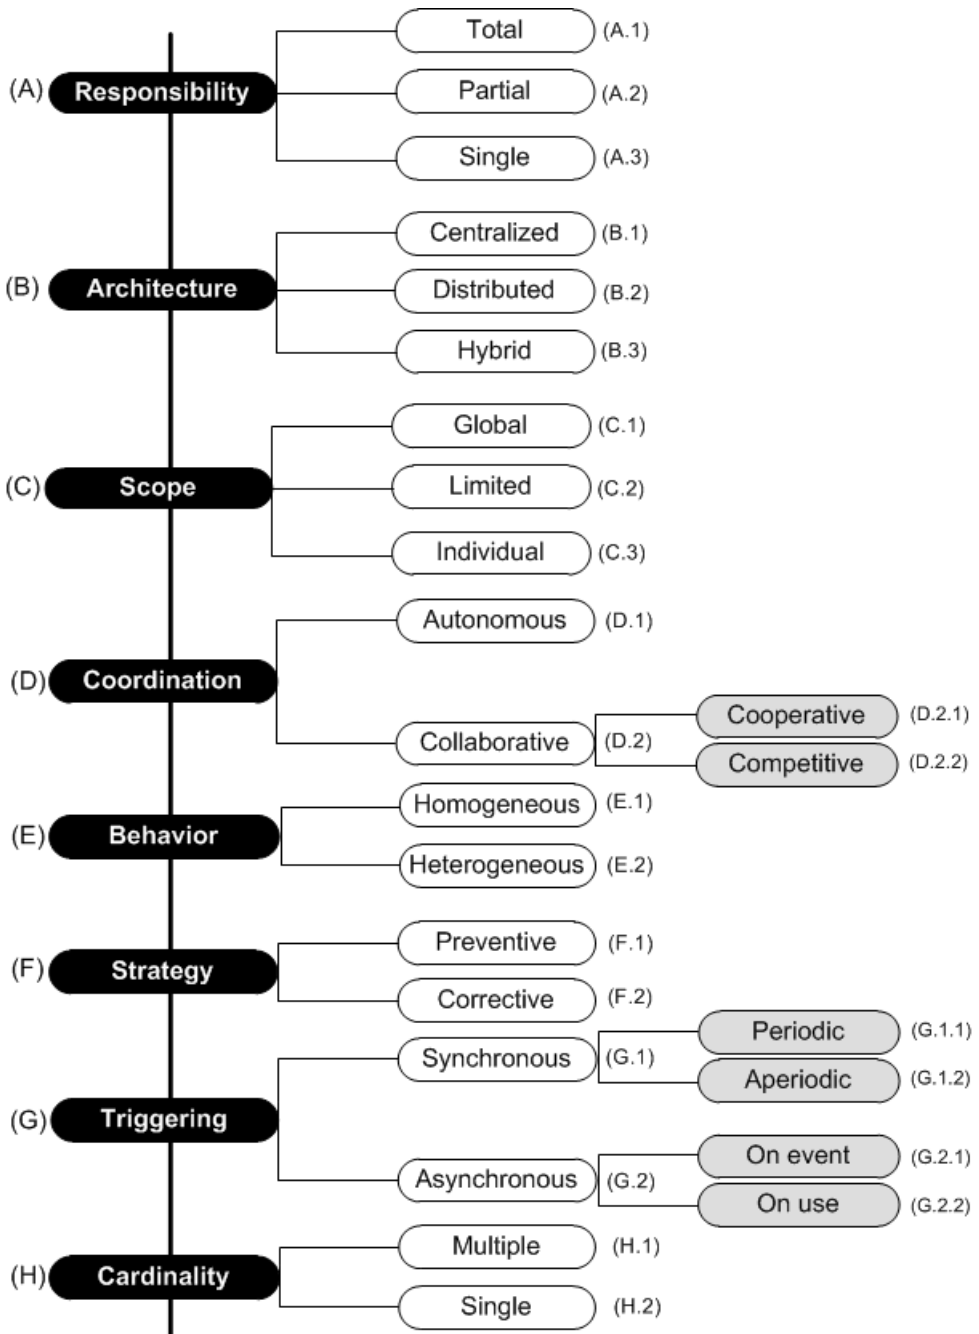 Total (A.1)
(A) Responsibility Partial (A.2)
Single (A.3)
Centralized (B.1)
(B) Architecture Distributed (B.2)
Hybrid (B.3)
Global (C.1)
(C) Scope Limited (C.2)
Individual (C.3)
Autonomous (D.1)
(D) Coordination
Cooperative (D.2.1)
Collaborative (D.2)
Competitive (D.2.2)
Homogeneous (E.1)
(E) Behavior
Heterogeneous (E.2)
Preventive (F.1)
(F) Strategy
Corrective (F.2)
Periodic (G.1.1)
Synchronous (G.1)
Aperiodic (G.1.2)
(G) Triggering
On event (G.2.1)
Asynchronous (G.2)
On use (G.2.2)
Multiple (H.1)
(H) Cardinality
Single (H.2)